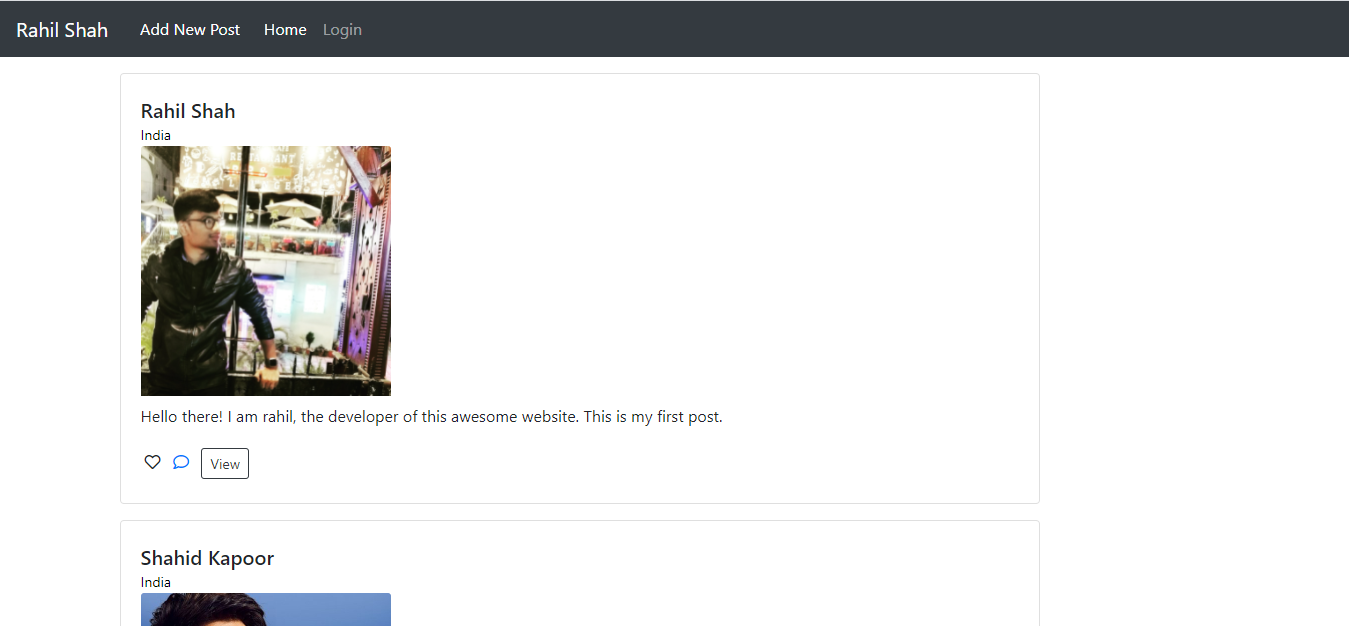 Rahil Shah Add New Post Home Login
Rahil Shah
India
RESTAURANT
Hello there! I am rahil, the developer of this awesome website. This is my first post.
View
Shahid Kapoor
India